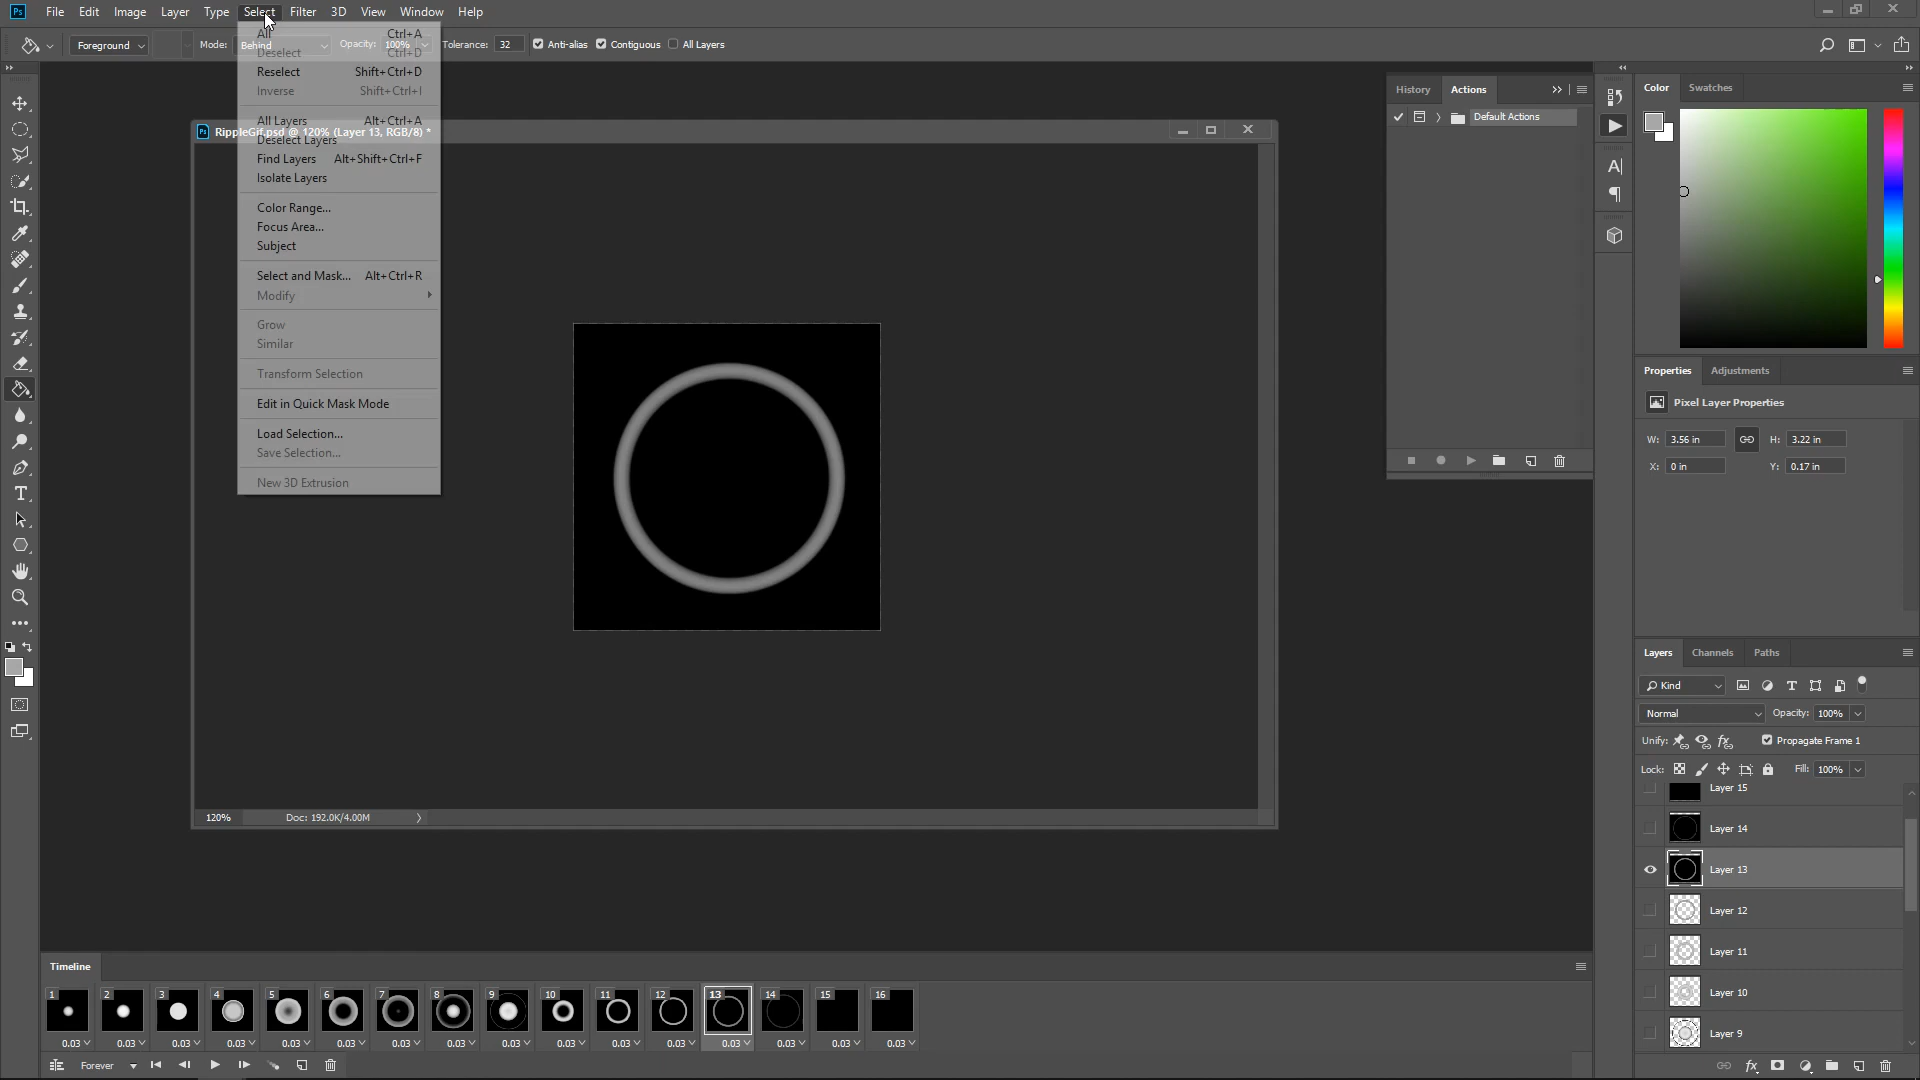 Ps File Edit Image Layer Type Select Filter 3D View Window Help
Foreground Mode: Behind Opacity: 100% Tolerance: 32 Anti-alias Contiguous All Layers
All Ctrl+A
Deselect Ctrl+D
Reselect Shift+Ctrl+D
Inverse Shift+Ctrl+I
All Layers Alt+Ctrl+A
Deselect Layers
Find Layers Alt+Shift+Ctrl+F
Isolate Layers
Color Range...
Focus Area...
Subject
Select and Mask... Alt+Ctrl+R
Modify
Grow
Similar
Transform Selection
Edit in Quick Mask Mode
Load Selection...
Save Selection...
New 3D Extrusion
Ps RippleGif.psd @ 120% (Layer 13, RGB/8) *
120% Doc: 192.0K/4.00M
History Actions
Default Actions
Color Swatches
Properties Adjustments
Pixel Layer Properties
W: 3.56 in H: 3.22 in
X: 0 in Y: 0.17 in
Layers Channels Paths
Kind
Normal Opacity: 100%
Unify: Propagate Frame 1
Lock: Fill: 100%
Layer 15
Layer 14
Layer 13
Layer 12
Layer 11
Layer 10
Layer 9
Timeline
1 2 3 4 5 6 7 8 9 10 11 12 13 14 15 16
0.03 0.03 0.03 0.03 0.03 0.03 0.03 0.03 0.03 0.03 0.03 0.03 0.03 0.03 0.03 0.03
Forever